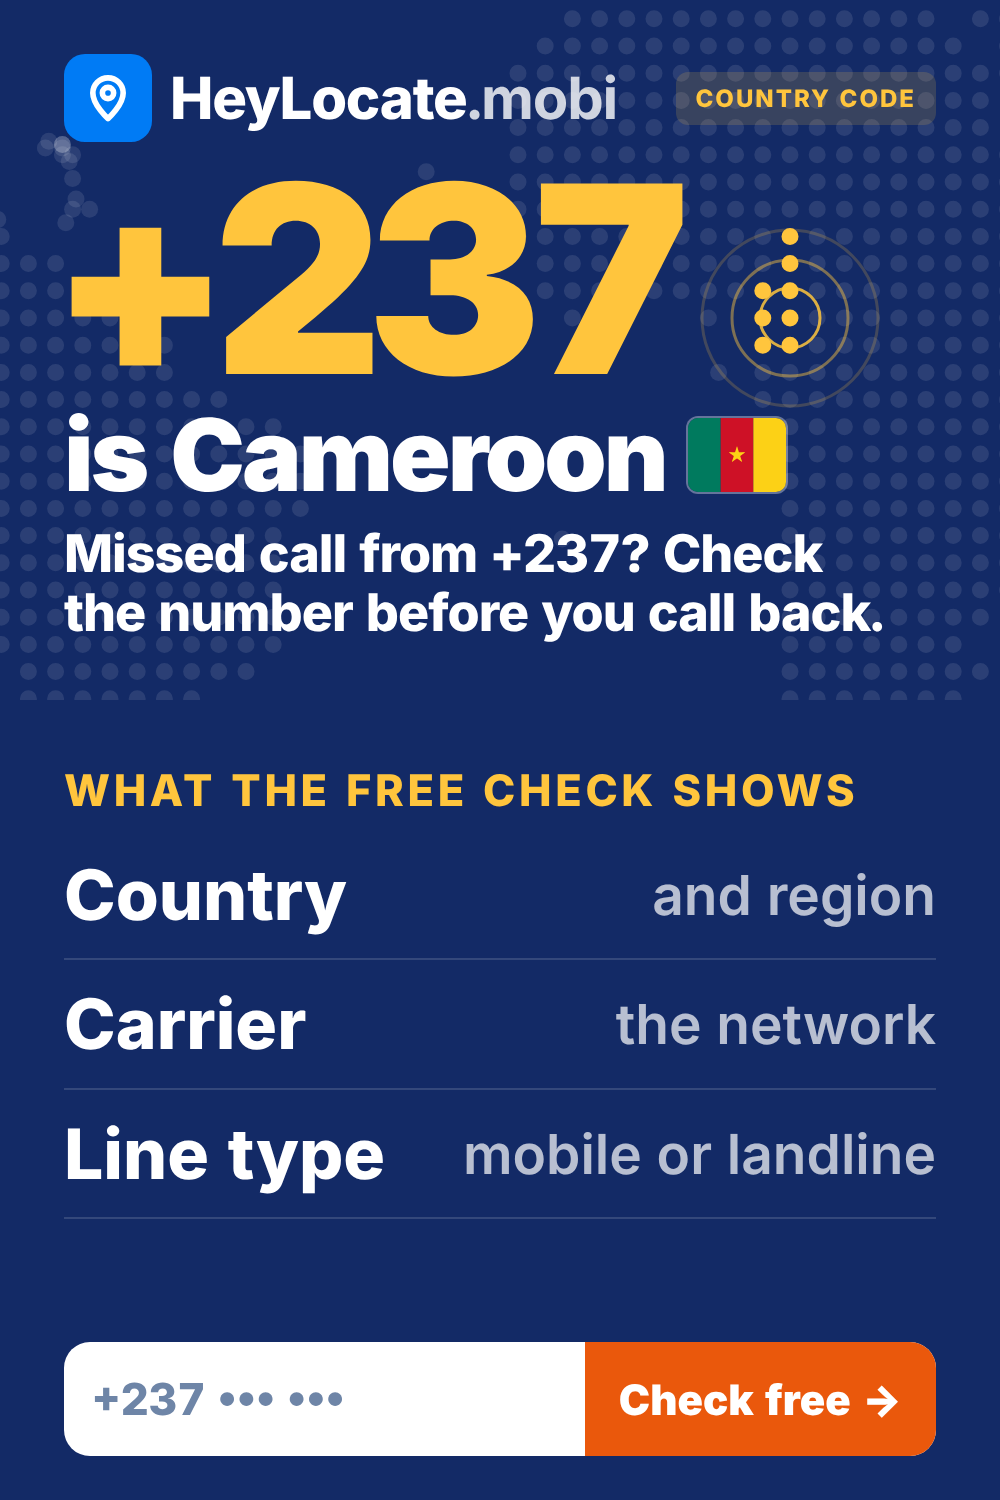 HeyLocate.mobi
COUNTRY CODE
+237
is Cameroon
Missed call from +237? Check
the number before you call back.
WHAT THE FREE CHECK SHOWS
Country and region
Carrier the network
Line type mobile or landline
+237 ••• •••
Check free →